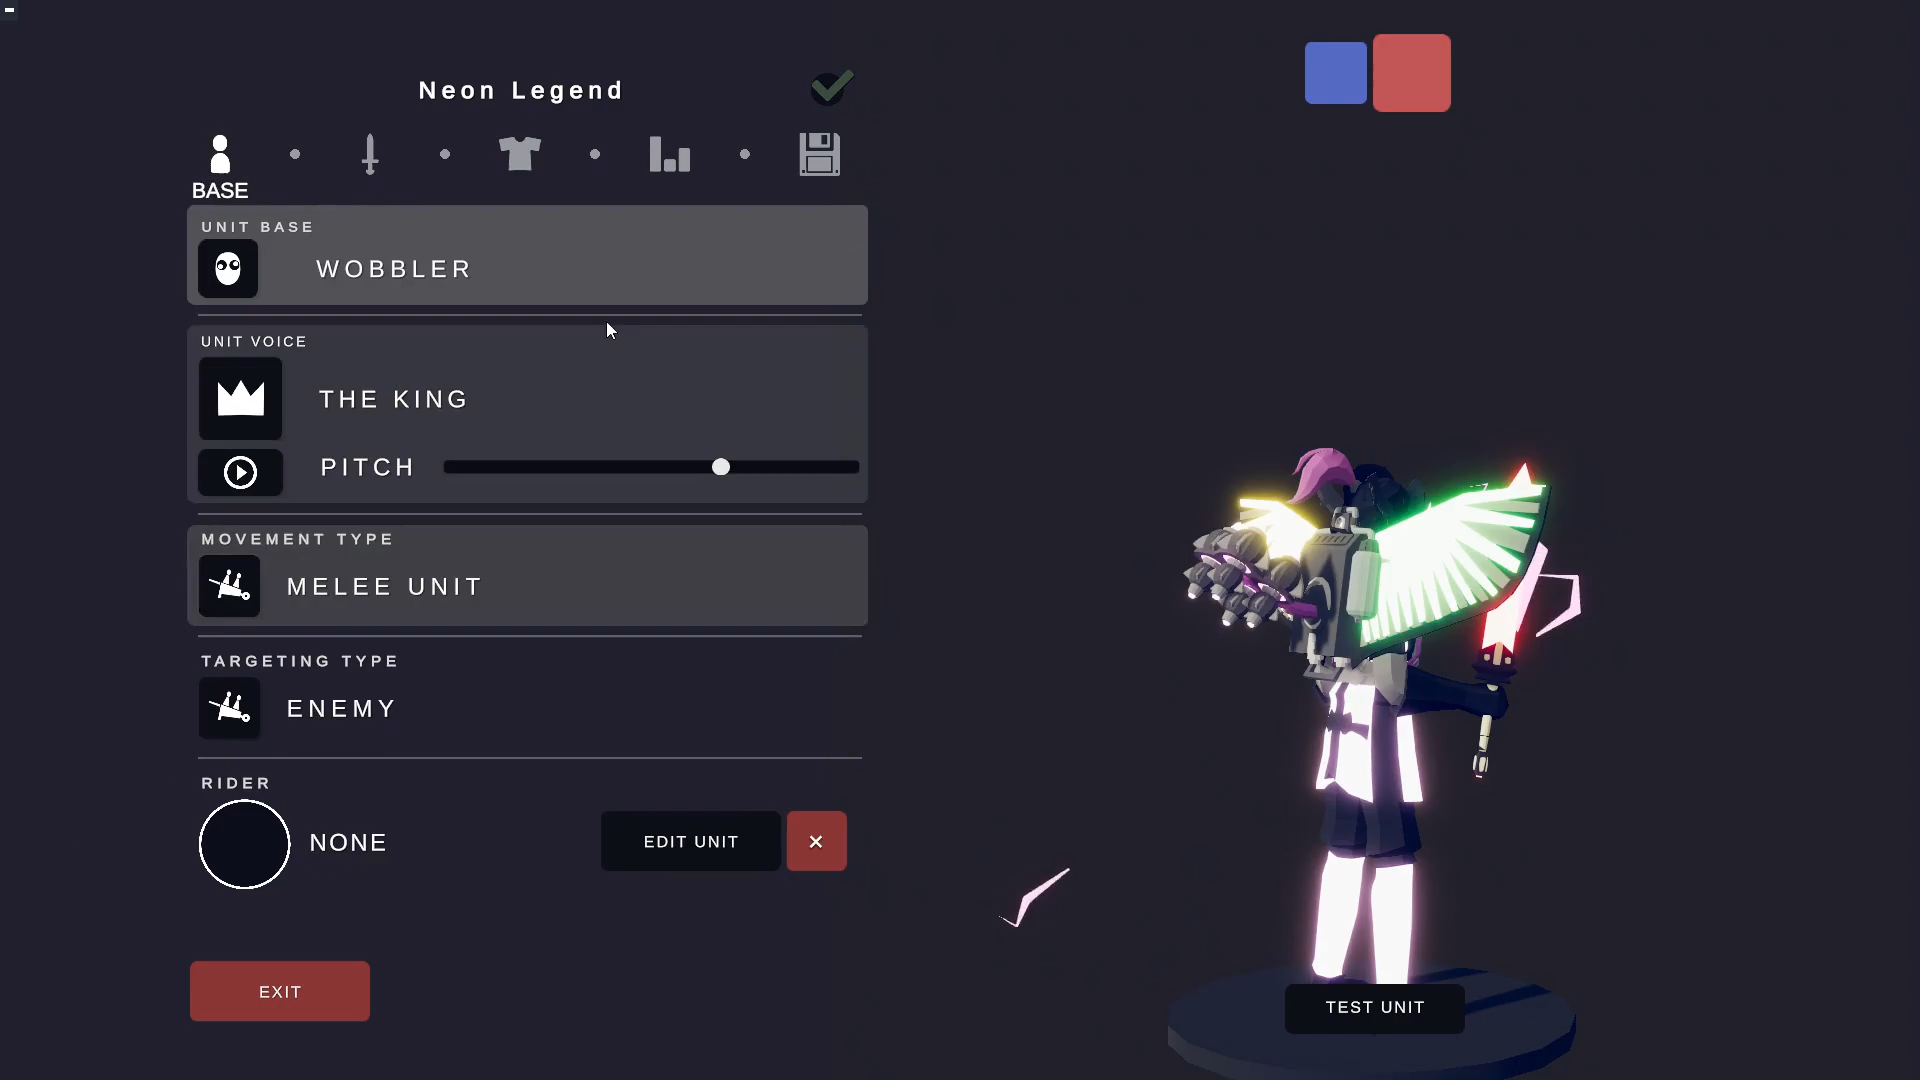 Neon Legend
BASE
UNIT BASE
WOBBLER
UNIT VOICE
THE KING
PITCH
MOVEMENT TYPE
MELEE UNIT
TARGETING TYPE
ENEMY
RIDER
NONE
EDIT UNIT
×
EXIT
TEST UNIT